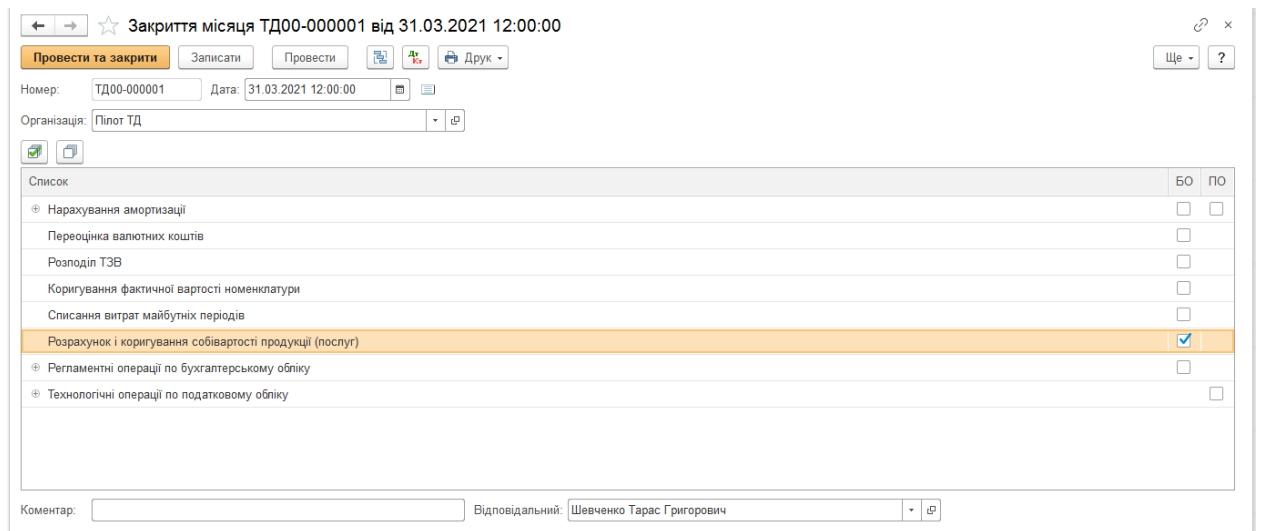 Закриття місяця ТД00-000001 від 31.03.2021 12:00:00
Провести та закрити Записати Провести Дт Кт Друк Ще ?
Номер: ТД00-000001 Дата: 31.03.2021 12:00:00
Організація: Пілот ТД
Список БО ПО
Нарахування амортизації
Переоцінка валютних коштів
Розподіл ТЗВ
Коригування фактичної вартості номенклатури
Списання витрат майбутніх періодів
Розрахунок і коригування собівартості продукції (послуг)
Регламентні операції по бухгалтерському обліку
Технологічні операції по податковому обліку
Коментар: Відповідальний: Шевченко Тарас Григорович